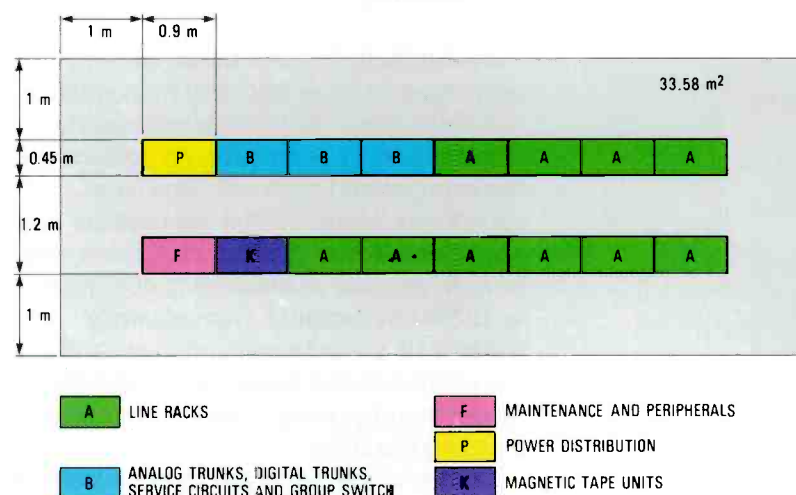 1 m 0.9 m
33.58 m²
1 m
0.45 m
P B B B A A A A
1.2 m
F K A A A A A A
1 m
A LINE RACKS
F MAINTENANCE AND PERIPHERALS
P POWER DISTRIBUTION
B ANALOG TRUNKS, DIGITAL TRUNKS,
SERVICE CIRCUITS AND GROUP SWITCH
K MAGNETIC TAPE UNITS